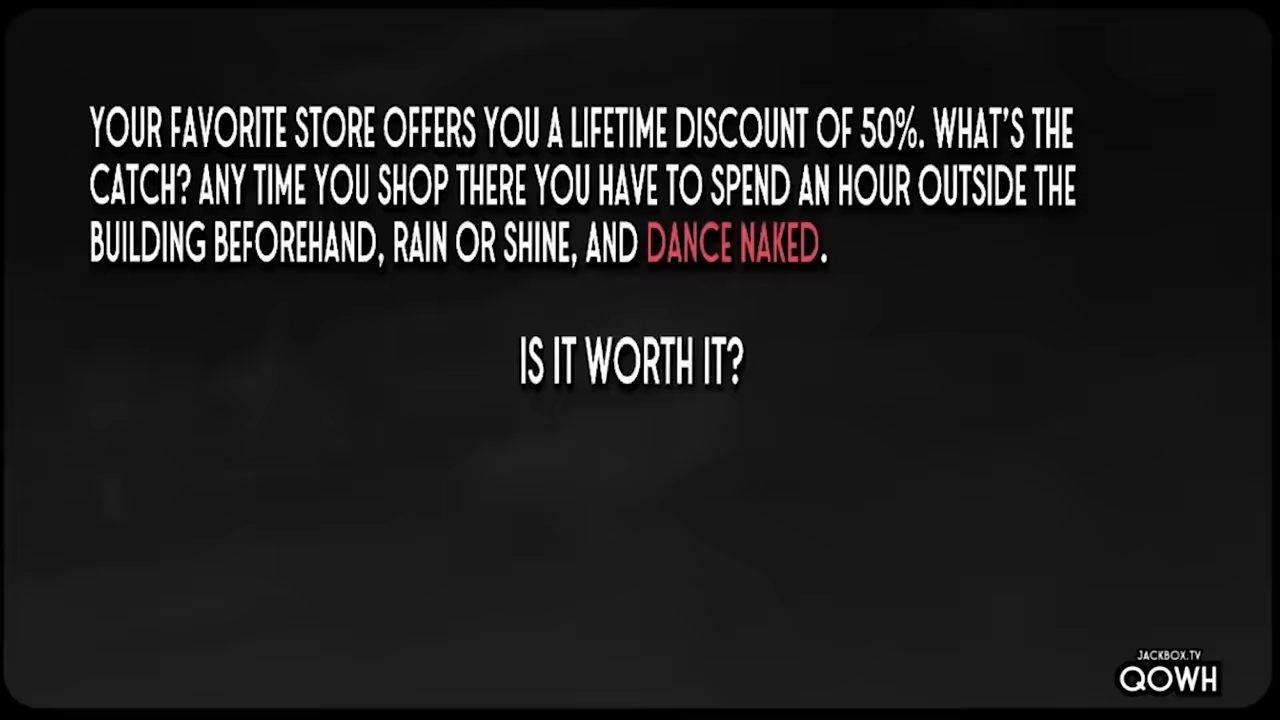 YOUR FAVORITE STORE OFFERS YOU A LIFETIME DISCOUNT OF 50%. WHAT'S THE
CATCH? ANY TIME YOU SHOP THERE YOU HAVE TO SPEND AN HOUR OUTSIDE THE
BUILDING BEFOREHAND, RAIN OR SHINE, AND DANCE NAKED.
IS IT WORTH IT?
JACKBOX.TV
QOWH